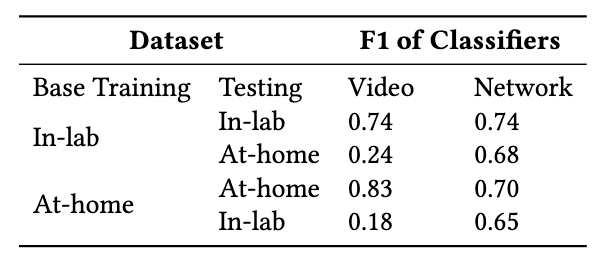 Dataset F1 of Classifiers
Base Training Testing Video Network
In-lab In-lab 0.74 0.74
At-home 0.24 0.68
At-home At-home 0.83 0.70
In-lab 0.18 0.65